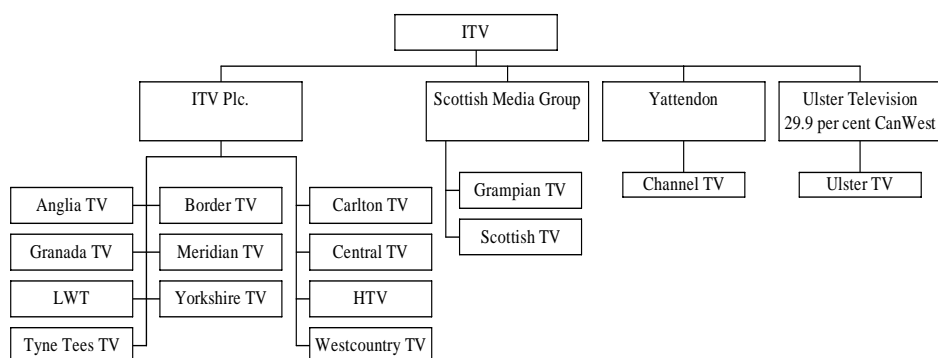 ITV
ITV Plc.
Scottish Media Group
Yattendon
Ulster Television
29.9 per cent CanWest
Anglia TV
Border TV
Carlton TV
Granada TV
Meridian TV
Central TV
LWT
Yorkshire TV
HTV
Tyne Tees TV
Westcountry TV
Grampian TV
Scottish TV
Channel TV
Ulster TV